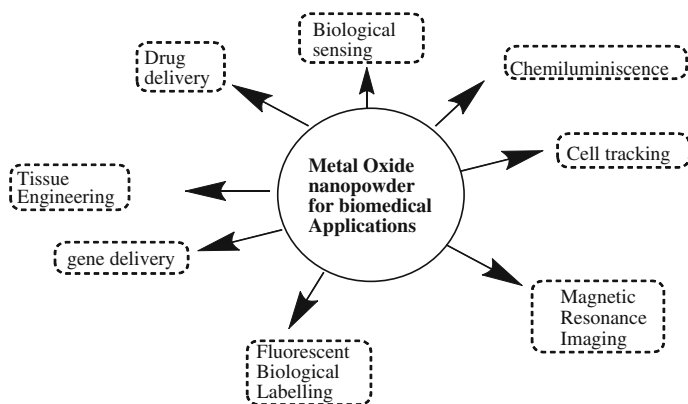 Biological
sensing
Drug
delivery
Chemiluminiscence
Cell tracking
Metal Oxide
nanopowder
for biomedical
Applications
Tissue
Engineering
gene delivery
Magnetic
Resonance
Imaging
Fluorescent
Biological
Labelling